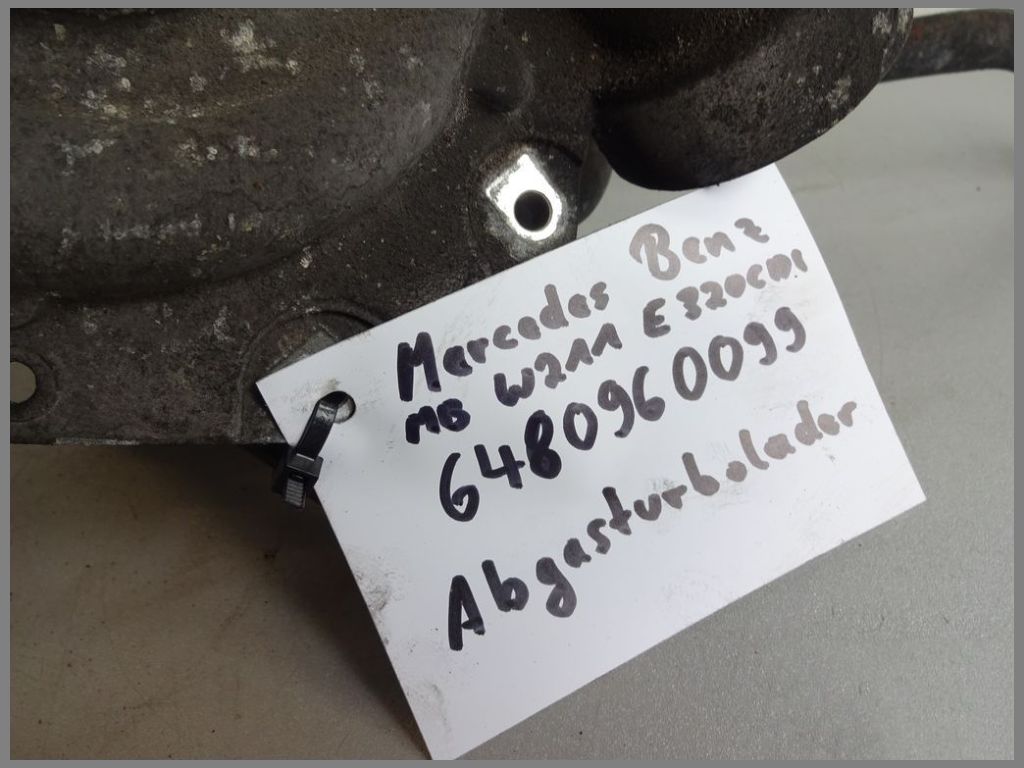 Mercedes Benz
MB W211 E320CDI
6480960099
Abgasturbolader